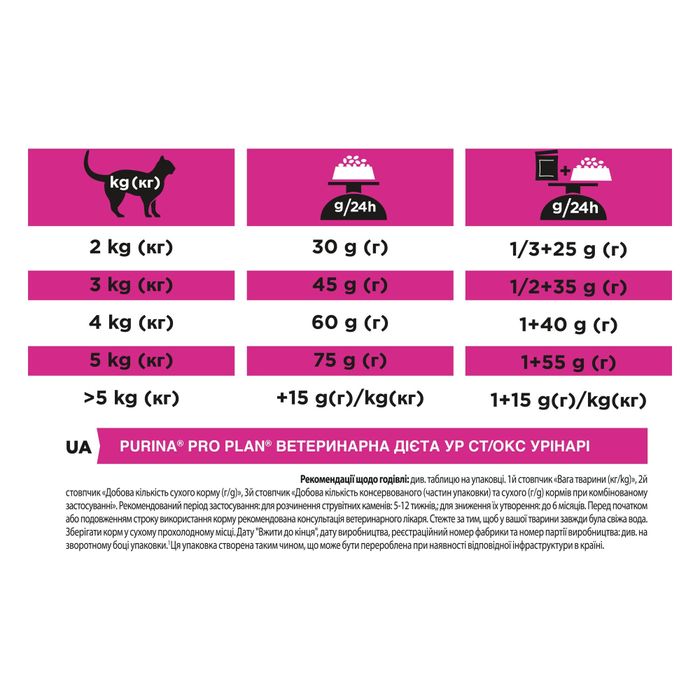 kg (кг) g/24h + g/24h
2 kg (кг) 30 g (г) 1/3+25 g (г)
3 kg (кг) 45 g (г) 1/2+35 g (г)
4 kg (кг) 60 g (г) 1+40 g (г)
5 kg (кг) 75 g (г) 1+55 g (г)
>5 kg (кг) +15 g(г)/kg(кг) 1+15 g(г)/kg(кг)
UA PURINA® PRO PLAN® ВЕТЕРИНАРНА ДІЄТА УР СТ/ОКС УРІНАРІ
Рекомендації щодо годівлі: див. таблицю на упаковці. 1й стовпчик «Вага тварини (кг/kg)», 2й
стовпчик «Добова кількість сухого корму (г/g)», 3й стовпчик «Добова кількість консервованого (частин упаковки) та сухого (г/g) кормів при комбінованому
застосуванні». Рекомендований період застосування: для розчинення струвітних каменів: 5-12 тижнів; для зниження їх утворення: до 6 місяців. Перед початком
або подовженням строку використання корму рекомендована консультація ветеринарного лікаря. Стежте за тим, щоб у вашої тварини завжди була свіжа вода.
Зберігати корм у сухому прохолодному місці. Дату "Вжити до кінця", дату виробництва, реєстраційний номер фабрики та номер партії виробництва: див. на
зворотному боці упаковки. ¹Ця упаковка створена таким чином, що може бути перероблена при наявності відповідної інфраструктури в країні.